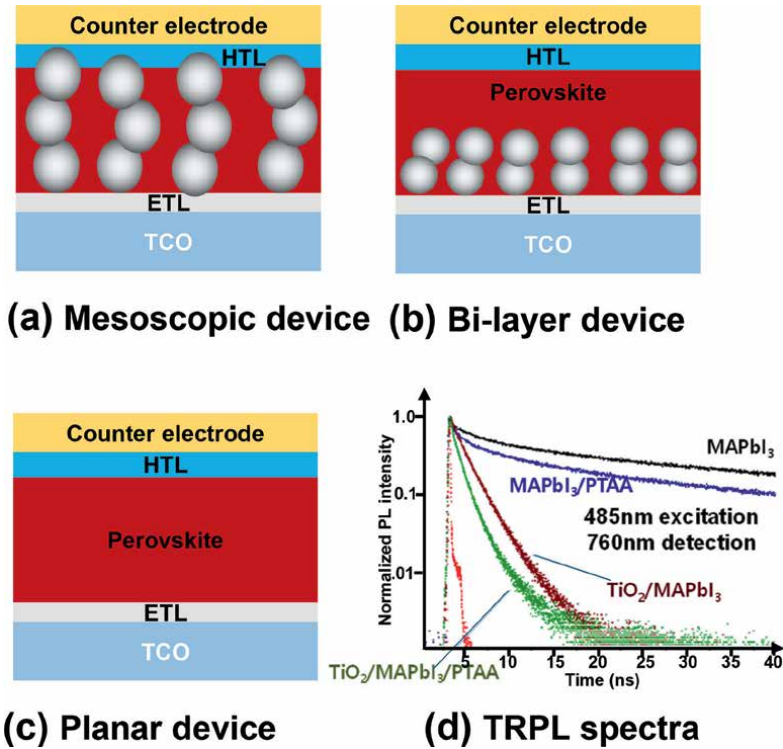 Counter electrode
HTL
ETL
TCO
(a) Mesoscopic device
Counter electrode
HTL
Perovskite
ETL
TCO
(b) Bi-layer device
Counter electrode
HTL
Perovskite
ETL
TCO
(c) Planar device
Normalized PL intensity
1.0
0.1
.01
MAPbI₃
MAPbI₃/PTAA
485nm excitation
760nm detection
TiO₂/MAPbI₃
TiO₂/MAPbI₃/PTAA
5 10 15 20 25 30 35 40
Time (ns)
(d) TRPL spectra